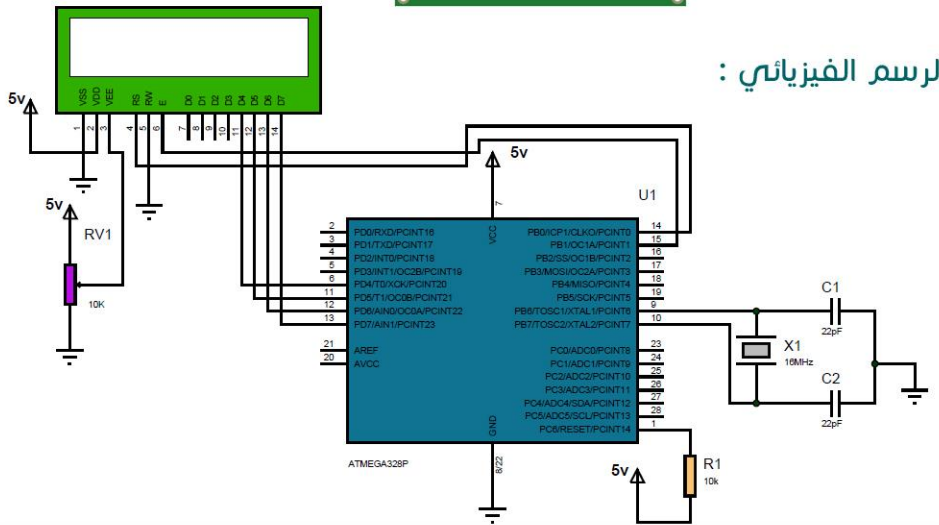 لرسم الفيزيائي :
5v
VSS
VDD
VEE
RS
RW
E
D0
D1
D2
D3
D4
D5
D6
D7
1
2
3
4
5
6
7
8
9
10
11
12
13
14
5v
RV1
10K
5v
7
U1
VCC
2 PD0/RXD/PCINT16
3 PD1/TXD/PCINT17
4 PD2/INT0/PCINT18
5 PD3/INT1/OC2B/PCINT19
6 PD4/T0/XCK/PCINT20
11 PD5/T1/OC0B/PCINT21
12 PD6/AIN0/OC0A/PCINT22
13 PD7/AIN1/PCINT23
21 AREF
20 AVCC
PB0/ICP1/CLKO/PCINT0 14
PB1/OC1A/PCINT1 15
PB2/SS/OC1B/PCINT2 16
PB3/MOSI/OC2A/PCINT3 17
PB4/MISO/PCINT4 18
PB5/SCK/PCINT5 19
PB6/TOSC1/XTAL1/PCINT6 9
PB7/TOSC2/XTAL2/PCINT7 10
PC0/ADC0/PCINT8 23
PC1/ADC1/PCINT9 24
PC2/ADC2/PCINT10 25
PC3/ADC3/PCINT11 26
PC4/ADC4/SDA/PCINT12 27
PC5/ADC5/SCL/PCINT13 28
PC6/RESET/PCINT14 1
GND
8/22
ATMEGA328P
C1
22pF
X1
16MHz
C2
22pF
5v
R1
10k